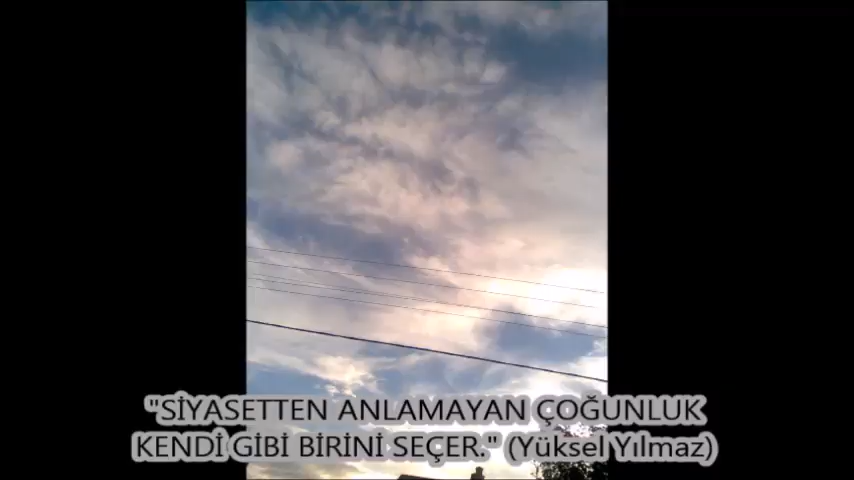 "SİYASETTEN ANLAMAYAN ÇOĞUNLUK
KENDİ GİBİ BİRİNİ SEÇER." (Yüksel Yılmaz)